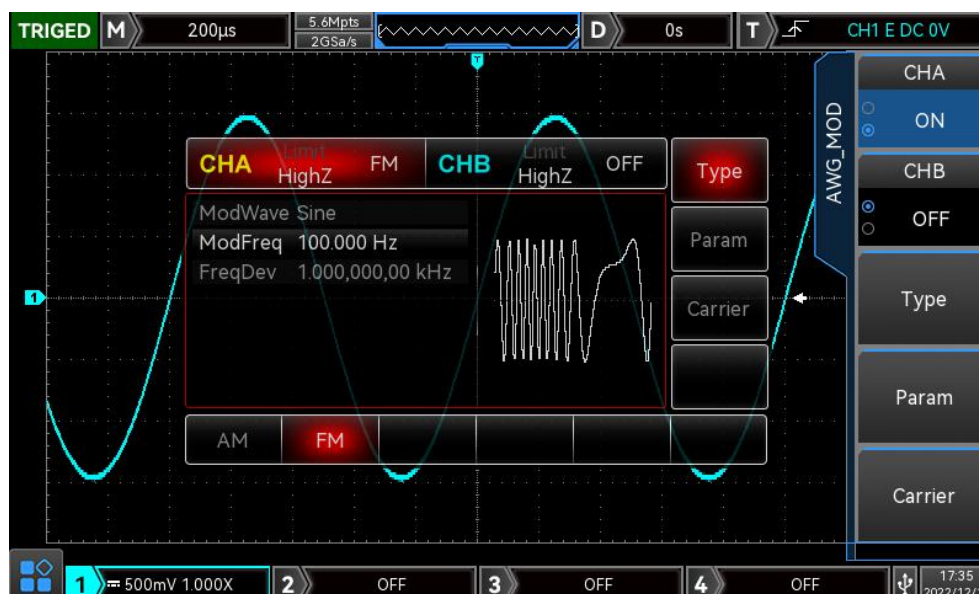 TRIGED M 200μs 5.6Mpts D 0s T CH1 E DC 0V
2GSa/s
T
CHA
ON
AWG_MOD
CHB
OFF
Type
Param
Carrier
CHA Limit FM CHB Limit OFF
HighZ HighZ
Type
Param
Carrier
ModWave Sine
ModFreq 100.000 Hz
FreqDev 1.000,000,00 kHz
AM FM
1
1 500mV 1.000X 2 OFF 3 OFF 4 OFF 17:35